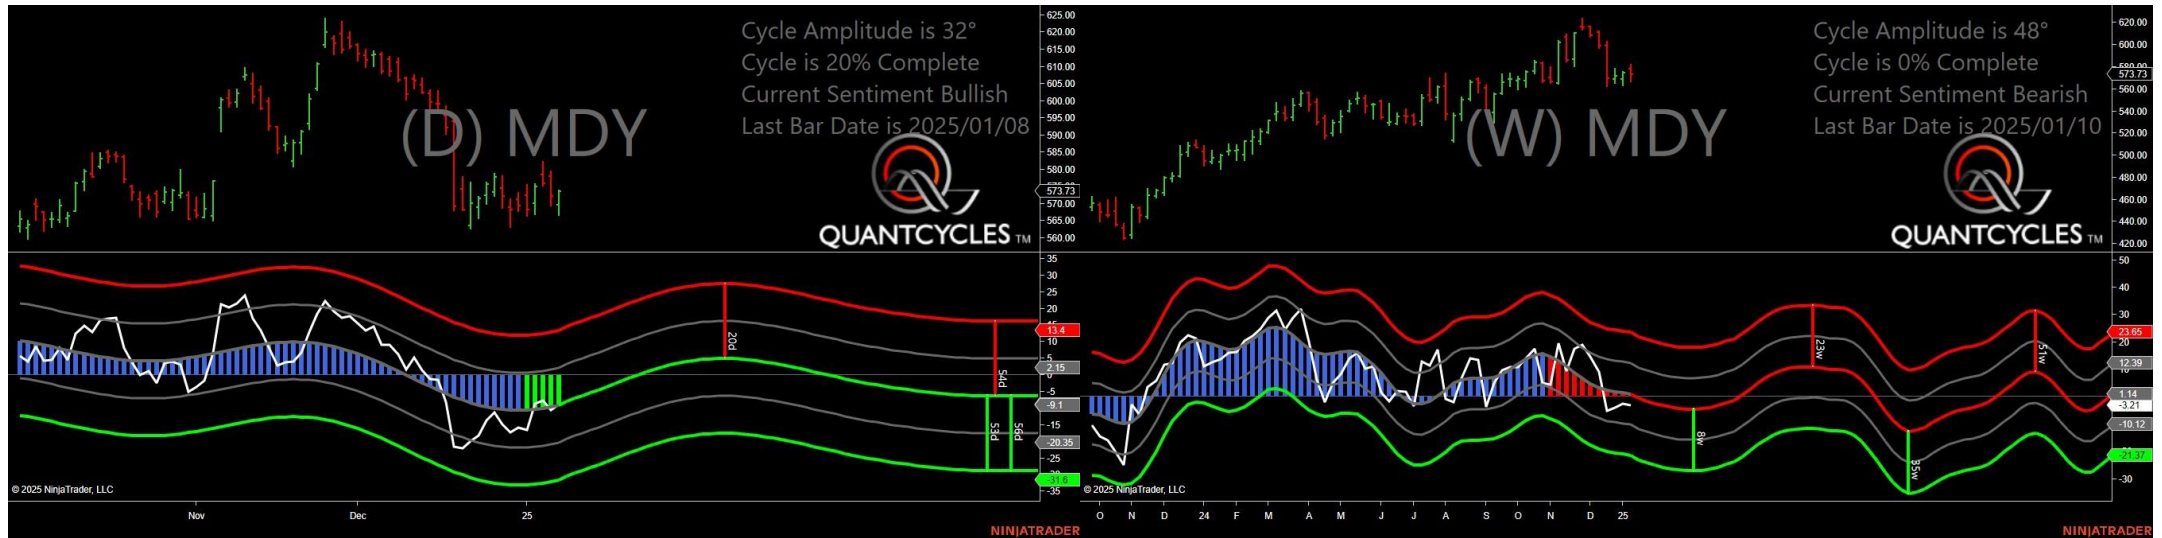 Cycle Amplitude is 32°
Cycle is 20% Complete
Current Sentiment Bullish
Last Bar Date is 2025/01/08
(D) MDY
QUANTCYCLES TM
625.00
620.00
615.00
610.00
605.00
600.00
595.00
590.00
585.00
580.00
573.73
570.00
565.00
560.00
35
30
25
20
13.4
10
5
2.15
-5
-9.1
-15
-20.35
-25
-31.6
-35
20d
54d
53d
56d
© 2025 NinjaTrader, LLC
Nov
Dec
25
NINJATRADER
Cycle Amplitude is 48°
Cycle is 0% Complete
Current Sentiment Bearish
Last Bar Date is 2025/01/10
(W) MDY
QUANTCYCLES TM
620.00
600.00
580.00
573.73
560.00
540.00
520.00
500.00
480.00
460.00
440.00
420.00
50
40
30
23.65
20
12.39
1.14
-3.21
-10.12
-21.37
-30
23w
51w
8w
35w
© 2025 NinjaTrader, LLC
O N D 24 F M A M J J A S O N D 25
NINJATRADER